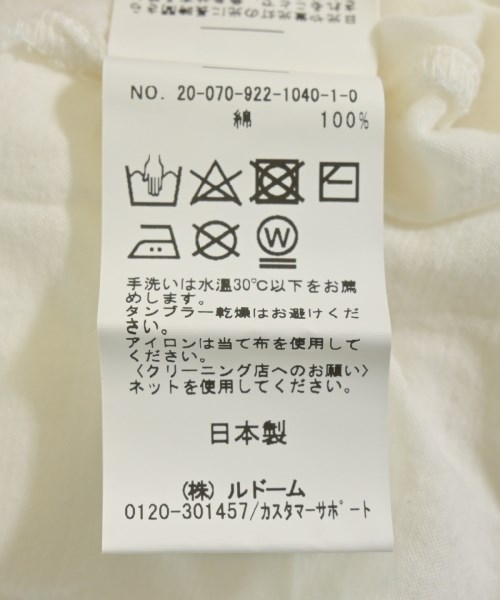 NO. 20-070-922-1040-1-0
綿 100%
W
手洗いは水温30℃以下をお薦
めします。
タンブラー乾燥はお避けくだ
さい。
アイロンは当て布を使用して
ください。
〈クリーニング店へのお願い〉
ネットを使用してください。
日本製
(株) ルドーム
0120-301457/カスタマーサポート